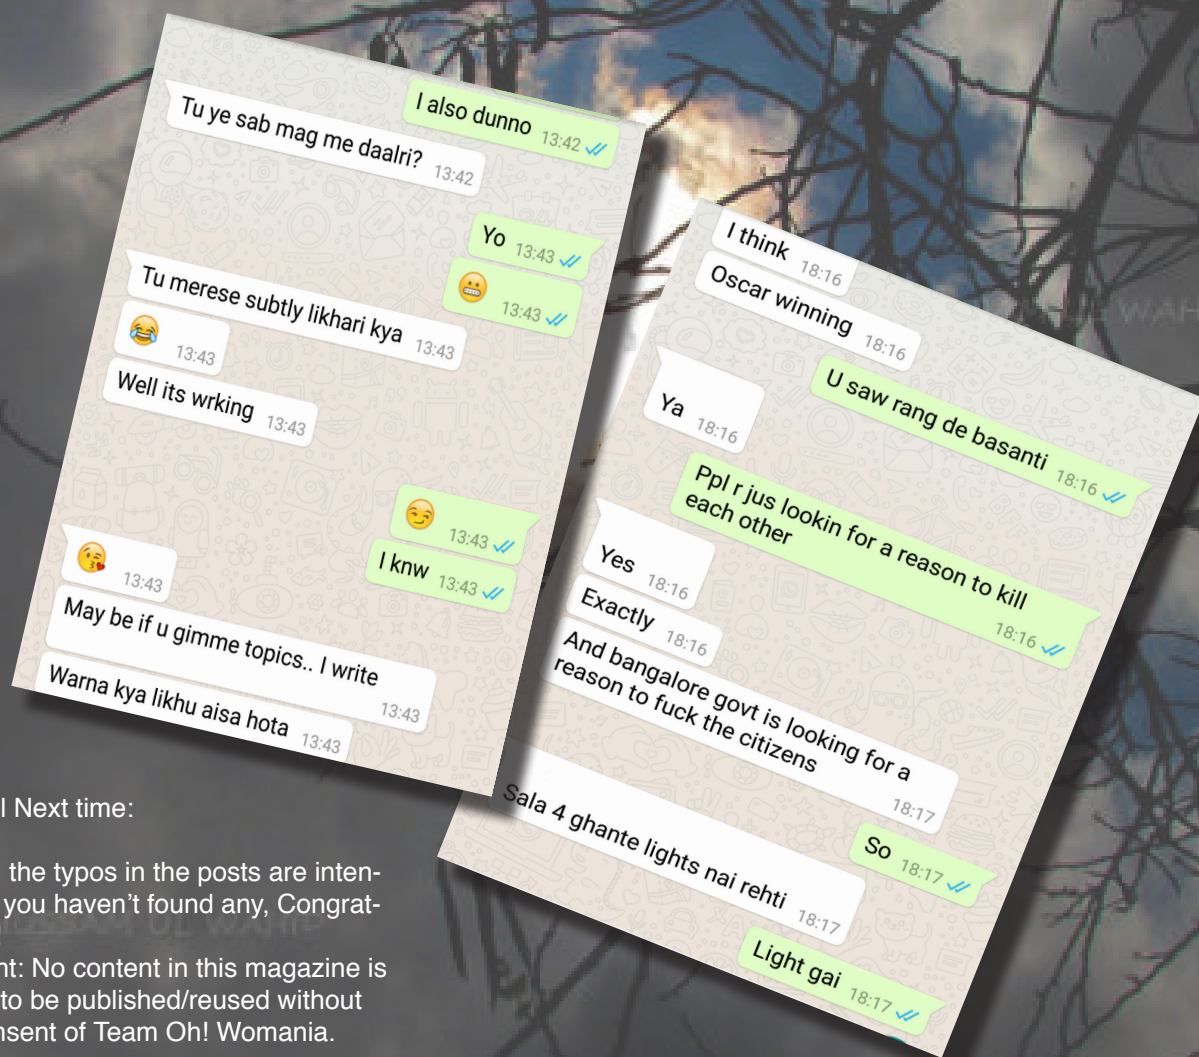 I also dunno 13:42
Tu ye sab mag me daalri? 13:42
Yo 13:43
😬 13:43
Tu merese subtly likhari kya 13:43
😂 13:43
Well its wrking 13:43
😏 13:43
I knw 13:43
😘 13:43
May be if u gimme topics.. I write
13:43
Warna kya likhu aisa hota 13:43
I think 18:16
Oscar winning 18:16
U saw rang de basanti 18:16
Ya 18:16
Ppl r jus lookin for a reason to kill
each other
18:16
Yes 18:16
Exactly 18:16
And bangalore govt is looking for a
reason to fuck the citizens
18:17
So 18:17
Sala 4 ghante lights nai rehti 18:17
Light gai 18:17
l Next time:
the typos in the posts are inten-
you haven't found any, Congrat-
nt: No content in this magazine is
to be published/reused without
nsent of Team Oh! Womania.